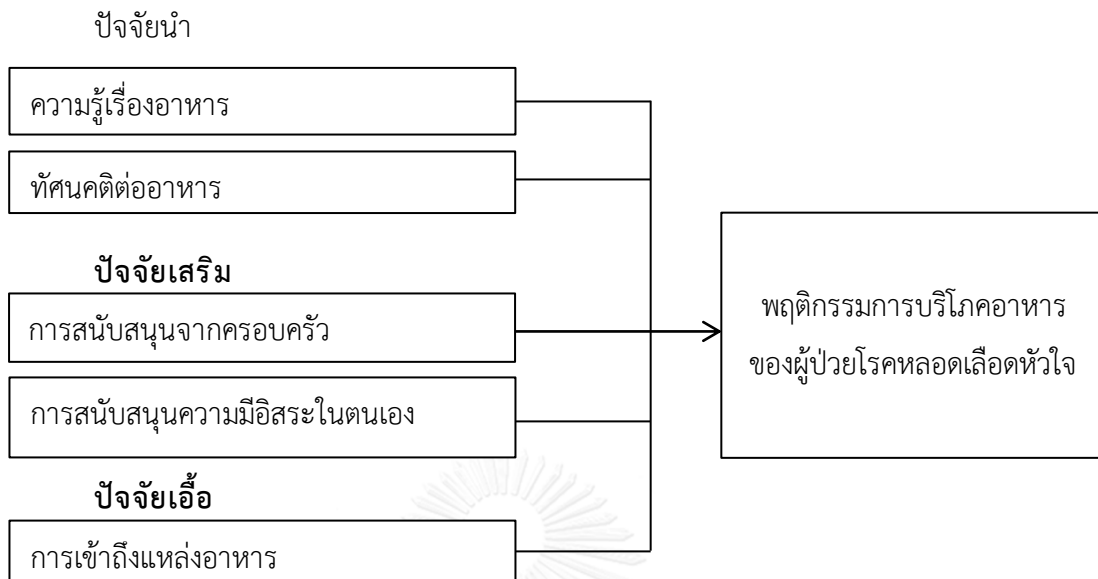 ปัจจัยนำ
ความรู้เรื่องอาหาร
ทัศนคติต่ออาหาร
ปัจจัยเสริม
การสนับสนุนจากครอบครัว
การสนับสนุนความมีอิสระในตนเอง
ปัจจัยเอื้อ
การเข้าถึงแหล่งอาหาร
พฤติกรรมการบริโภคอาหาร
ของผู้ป่วยโรคหลอดเลือดหัวใจ